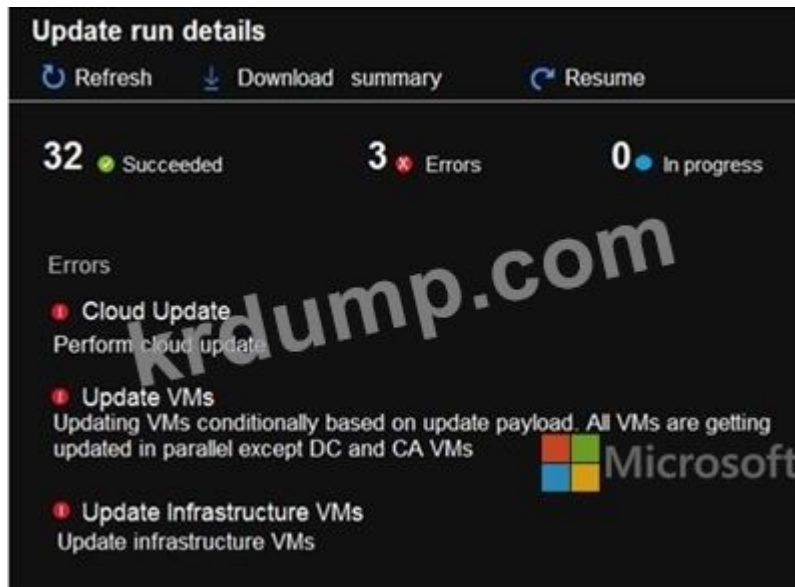 Update run details
Refresh Download summary Resume
32 Succeeded 3 Errors 0 In progress
Errors
Cloud Update
Perform cloud update
Update VMs
Updating VMs conditionally based on update payload. All VMs are getting
updated in parallel except DC and CA VMs
Update Infrastructure VMs
Update infrastructure VMs
krdump.com
Microsoft